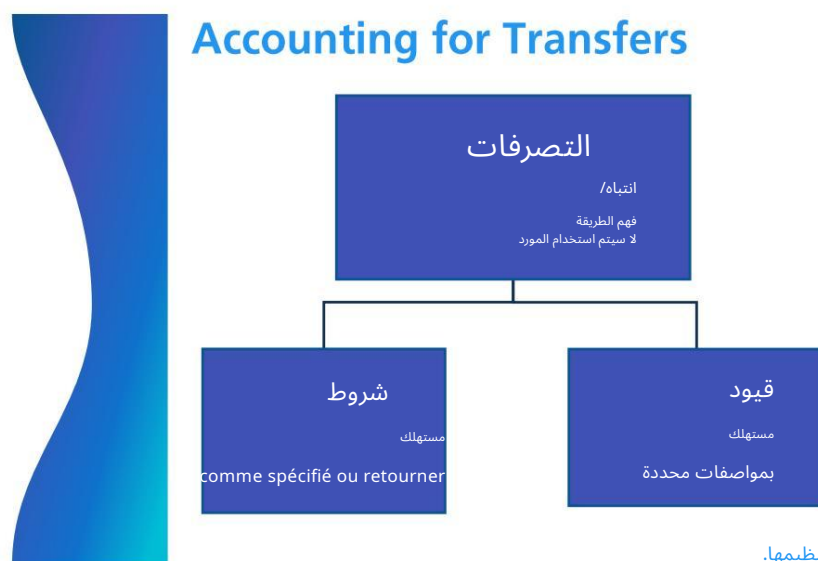 Accounting for Transfers
التصرفات
انتباه/
فهم الطريقة
لا سيتم استخدام المورد
شروط
مستهلك
comme spécifié ou retourner
قيود
مستهلك
بمواصفات محددة